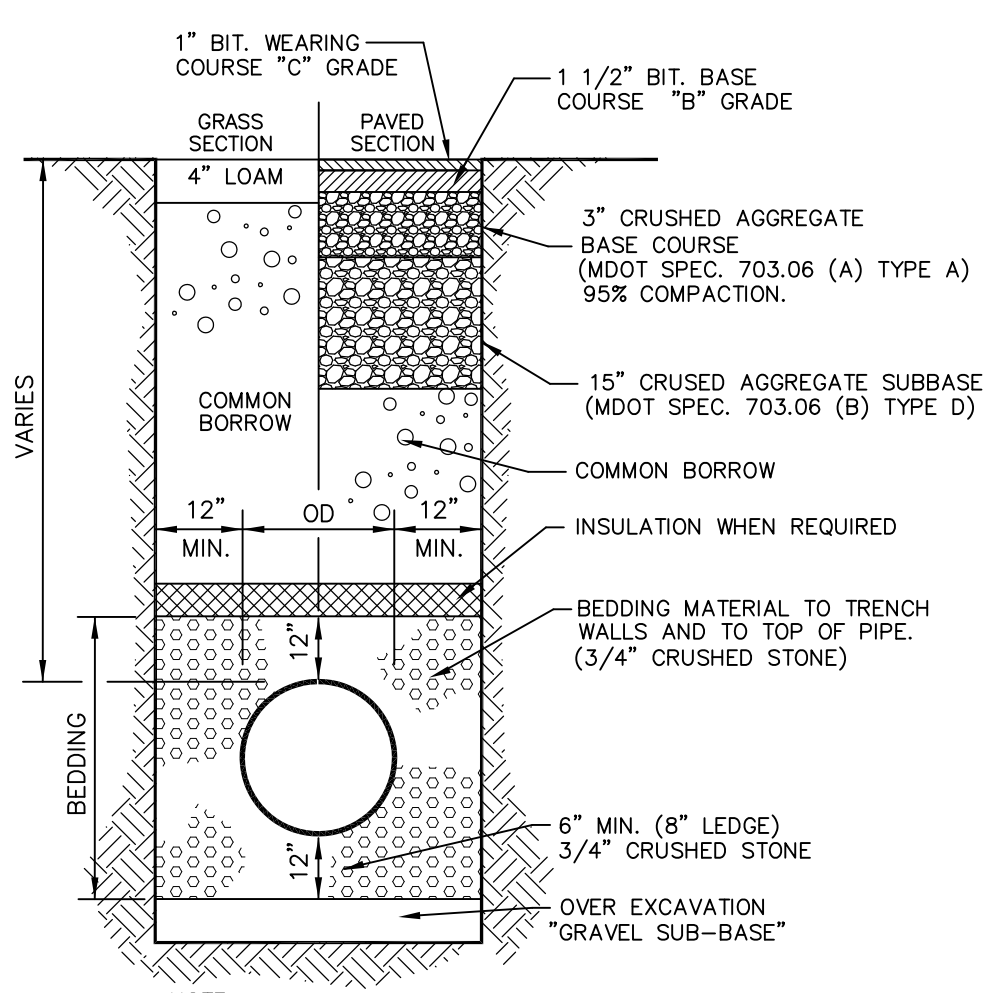 1" BIT. WEARING
COURSE "C" GRADE
1 1/2" BIT. BASE
COURSE "B" GRADE
GRASS
SECTION
PAVED
SECTION
4" LOAM
3" CRUSHED AGGREGATE
BASE COURSE
(MDOT SPEC. 703.06 (A) TYPE A)
95% COMPACTION.
15" CRUSED AGGREGATE SUBBASE
(MDOT SPEC. 703.06 (B) TYPE D)
VARIES
COMMON
BORROW
COMMON BORROW
12"
MIN.
OD
12"
MIN.
INSULATION WHEN REQUIRED
12"
BEDDING MATERIAL TO TRENCH
WALLS AND TO TOP OF PIPE.
(3/4" CRUSHED STONE)
BEDDING
12"
6" MIN. (8" LEDGE)
3/4" CRUSHED STONE
OVER EXCAVATION
"GRAVEL SUB-BASE"